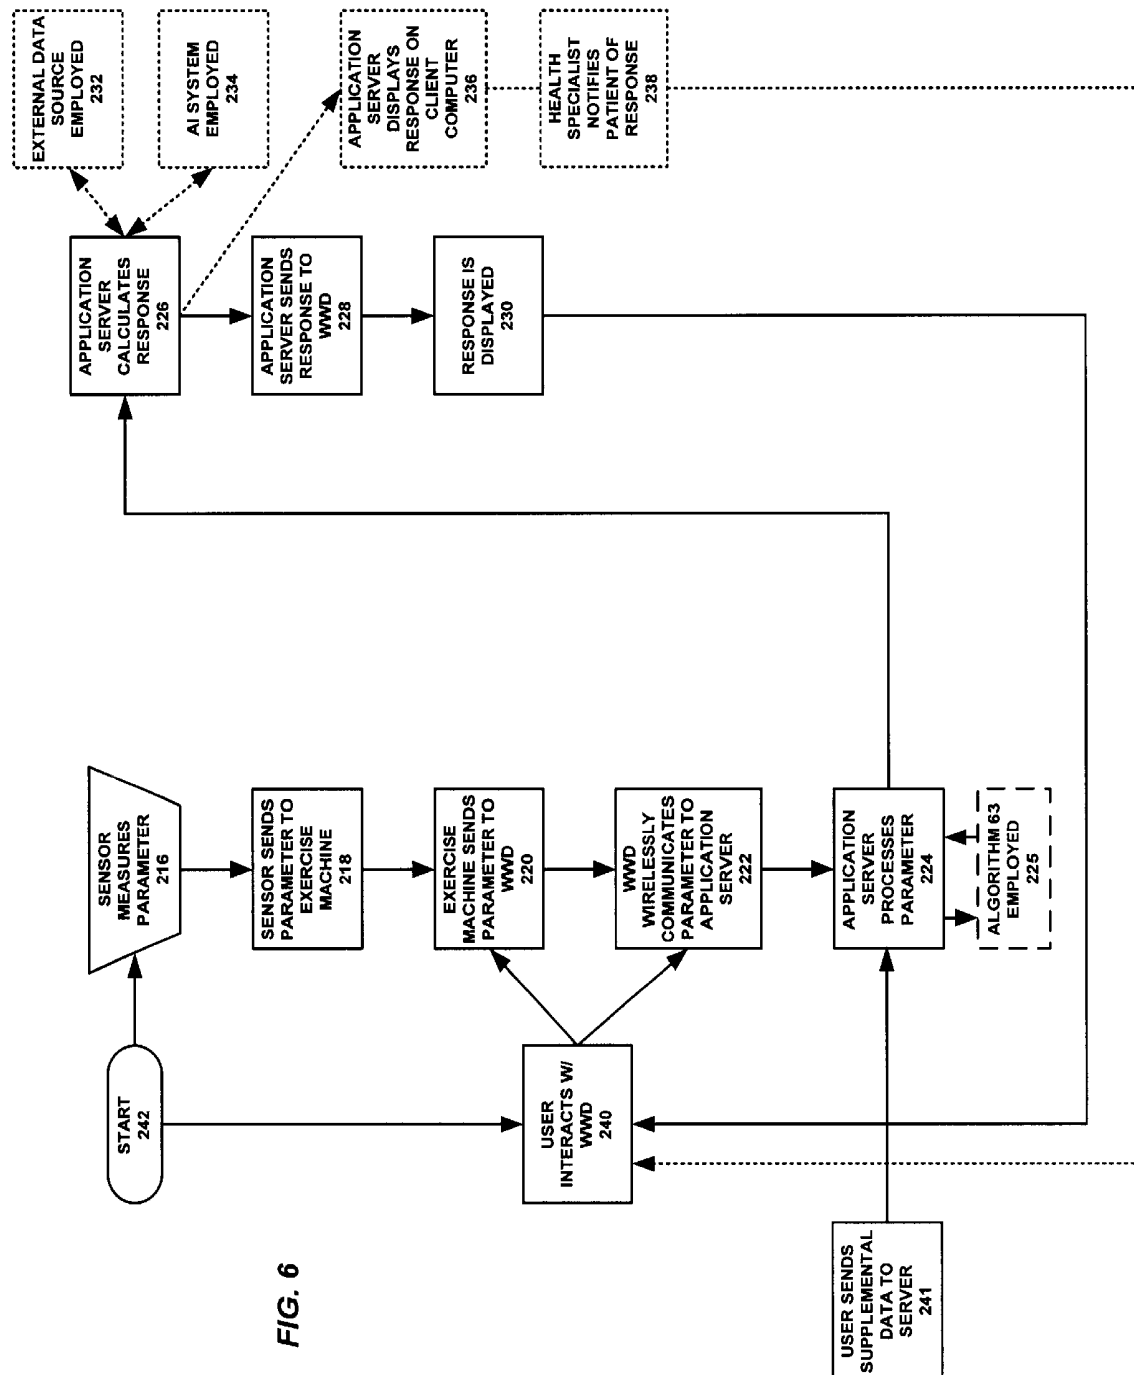 START
242
SENSOR
MEASURES
PARAMETER
216
SENSOR SENDS
PARAMETER TO
EXERCISE
MACHINE
218
EXERCISE
MACHINE SENDS
PARAMETER TO
WWD
220
WWD
WIRELESSLY
COMMUNICATES
PARAMETER TO
APPLICATION
SERVER
222
USER
INTERACTS W/
WWD
240
USER SENDS
SUPPLEMENTAL
DATA TO
SERVER
241
APPLICATION
SERVER
PROCESSES
PARAMETER
224
ALGORITHM 63
EMPLOYED
225
APPLICATION
SERVER
CALCULATES
RESPONSE
226
APPLICATION
SERVER SENDS
RESPONSE TO
WWD
228
RESPONSE IS
DISPLAYED
230
EXTERNAL DATA
SOURCE
EMPLOYED
232
AI SYSTEM
EMPLOYED
234
APPLICATION
SERVER
DISPLAYS
RESPONSE ON
CLIENT
COMPUTER
236
HEALTH
SPECIALIST
NOTIFIES
PATIENT OF
RESPONSE
238
FIG. 6